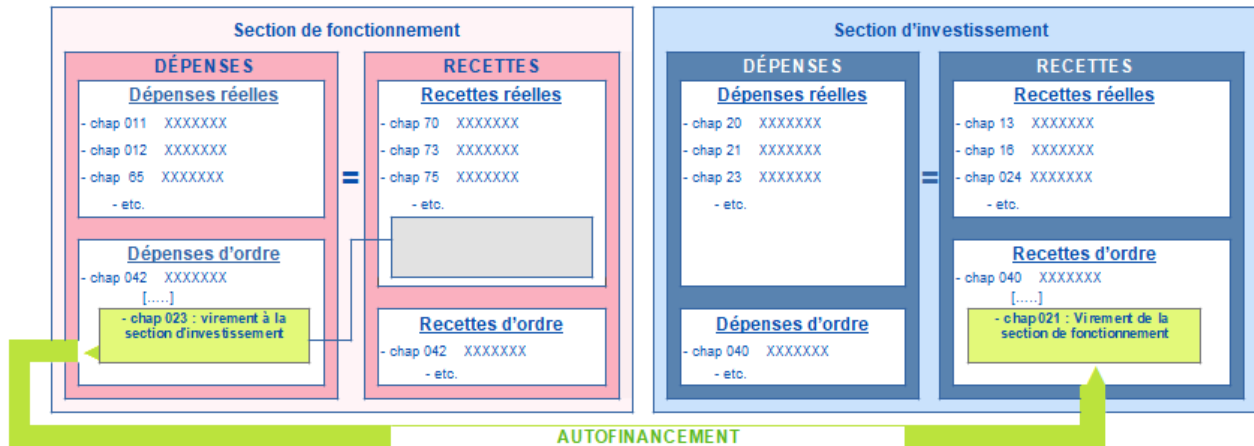 Section de fonctionnement
DÉPENSES
Dépenses réelles
- chap 011 XXXXXXX
- chap 012 XXXXXXX
- chap 65 XXXXXXX
- etc.
Dépenses d'ordre
- chap 042 XXXXXXX
[.....]
- chap 023 : virement à la
section d'investissement
=
RECETTES
Recettes réelles
- chap 70 XXXXXXX
- chap 73 XXXXXXX
- chap 75 XXXXXXX
- etc.
Recettes d'ordre
- chap 042 XXXXXXX
- etc.
Section d'investissement
DÉPENSES
Dépenses réelles
- chap 20 XXXXXXX
- chap 21 XXXXXXX
- chap 23 XXXXXXX
- etc.
Dépenses d'ordre
- chap 040 XXXXXXX
- etc.
=
RECETTES
Recettes réelles
- chap 13 XXXXXXX
- chap 16 XXXXXXX
- chap 024 XXXXXXX
- etc.
Recettes d'ordre
- chap 040 XXXXXXX
[.....]
- chap 021 : Virement de la
section de fonctionnement
AUTOFINANCEMENT